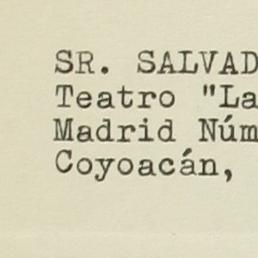 SR. SALVAD
Teatro "La
Madrid Núm
Coyoacán,